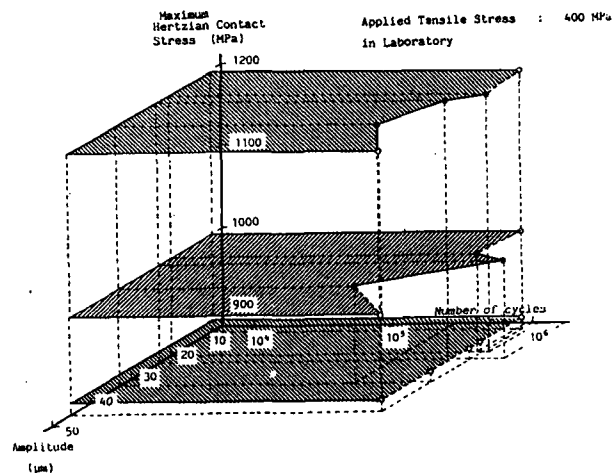 Maximum
Hertzian Contact
Stress (MPa)
Applied Tensile Stress : 400 MPa
in Laboratory
1200
1100
1000
900
Number of cycles
10 10⁴ 10⁵ 10⁶
20
30
40
50
Amplitude
(µm)